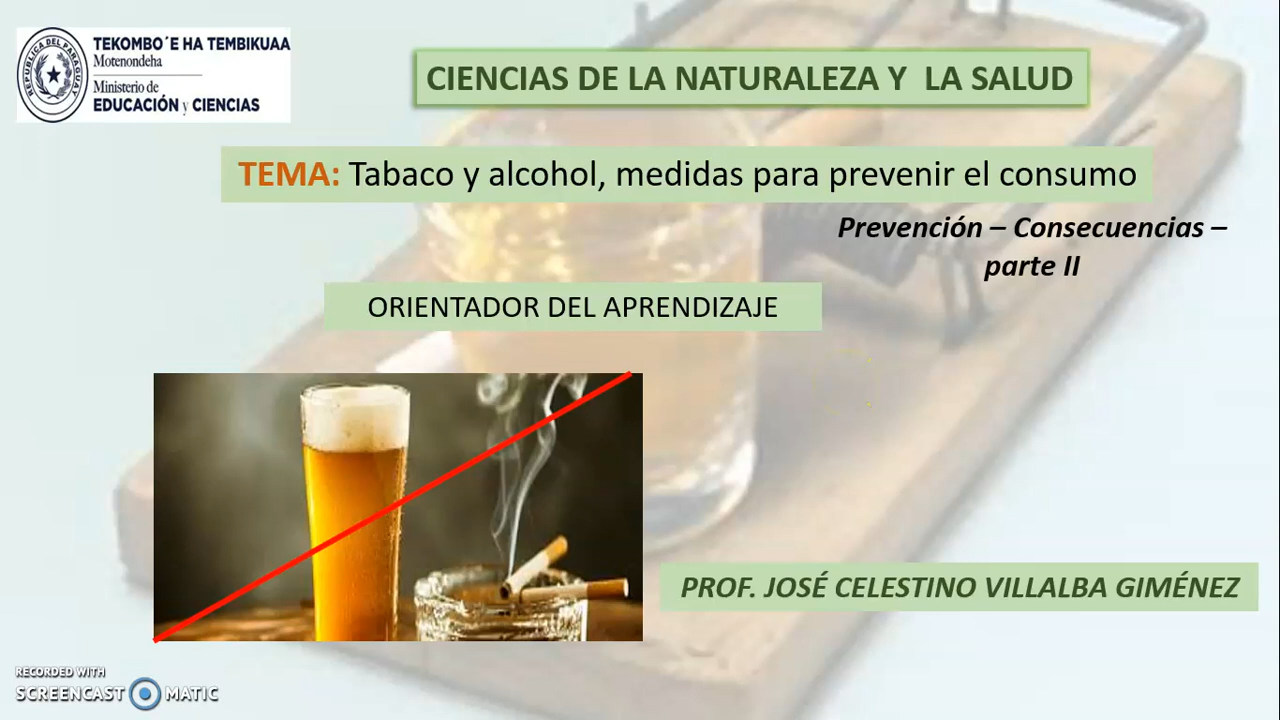 REPUBLICA DEL PARAGUAY
TEKOMBO´E HA TEMBIKUAA
Motenondeha
Ministerio de
EDUCACIÓN y CIENCIAS
CIENCIAS DE LA NATURALEZA Y LA SALUD
TEMA: Tabaco y alcohol, medidas para prevenir el consumo
Prevención – Consecuencias –
parte II
ORIENTADOR DEL APRENDIZAJE
PROF. JOSÉ CELESTINO VILLALBA GIMÉNEZ
RECORDED WITH
SCREENCAST MATIC